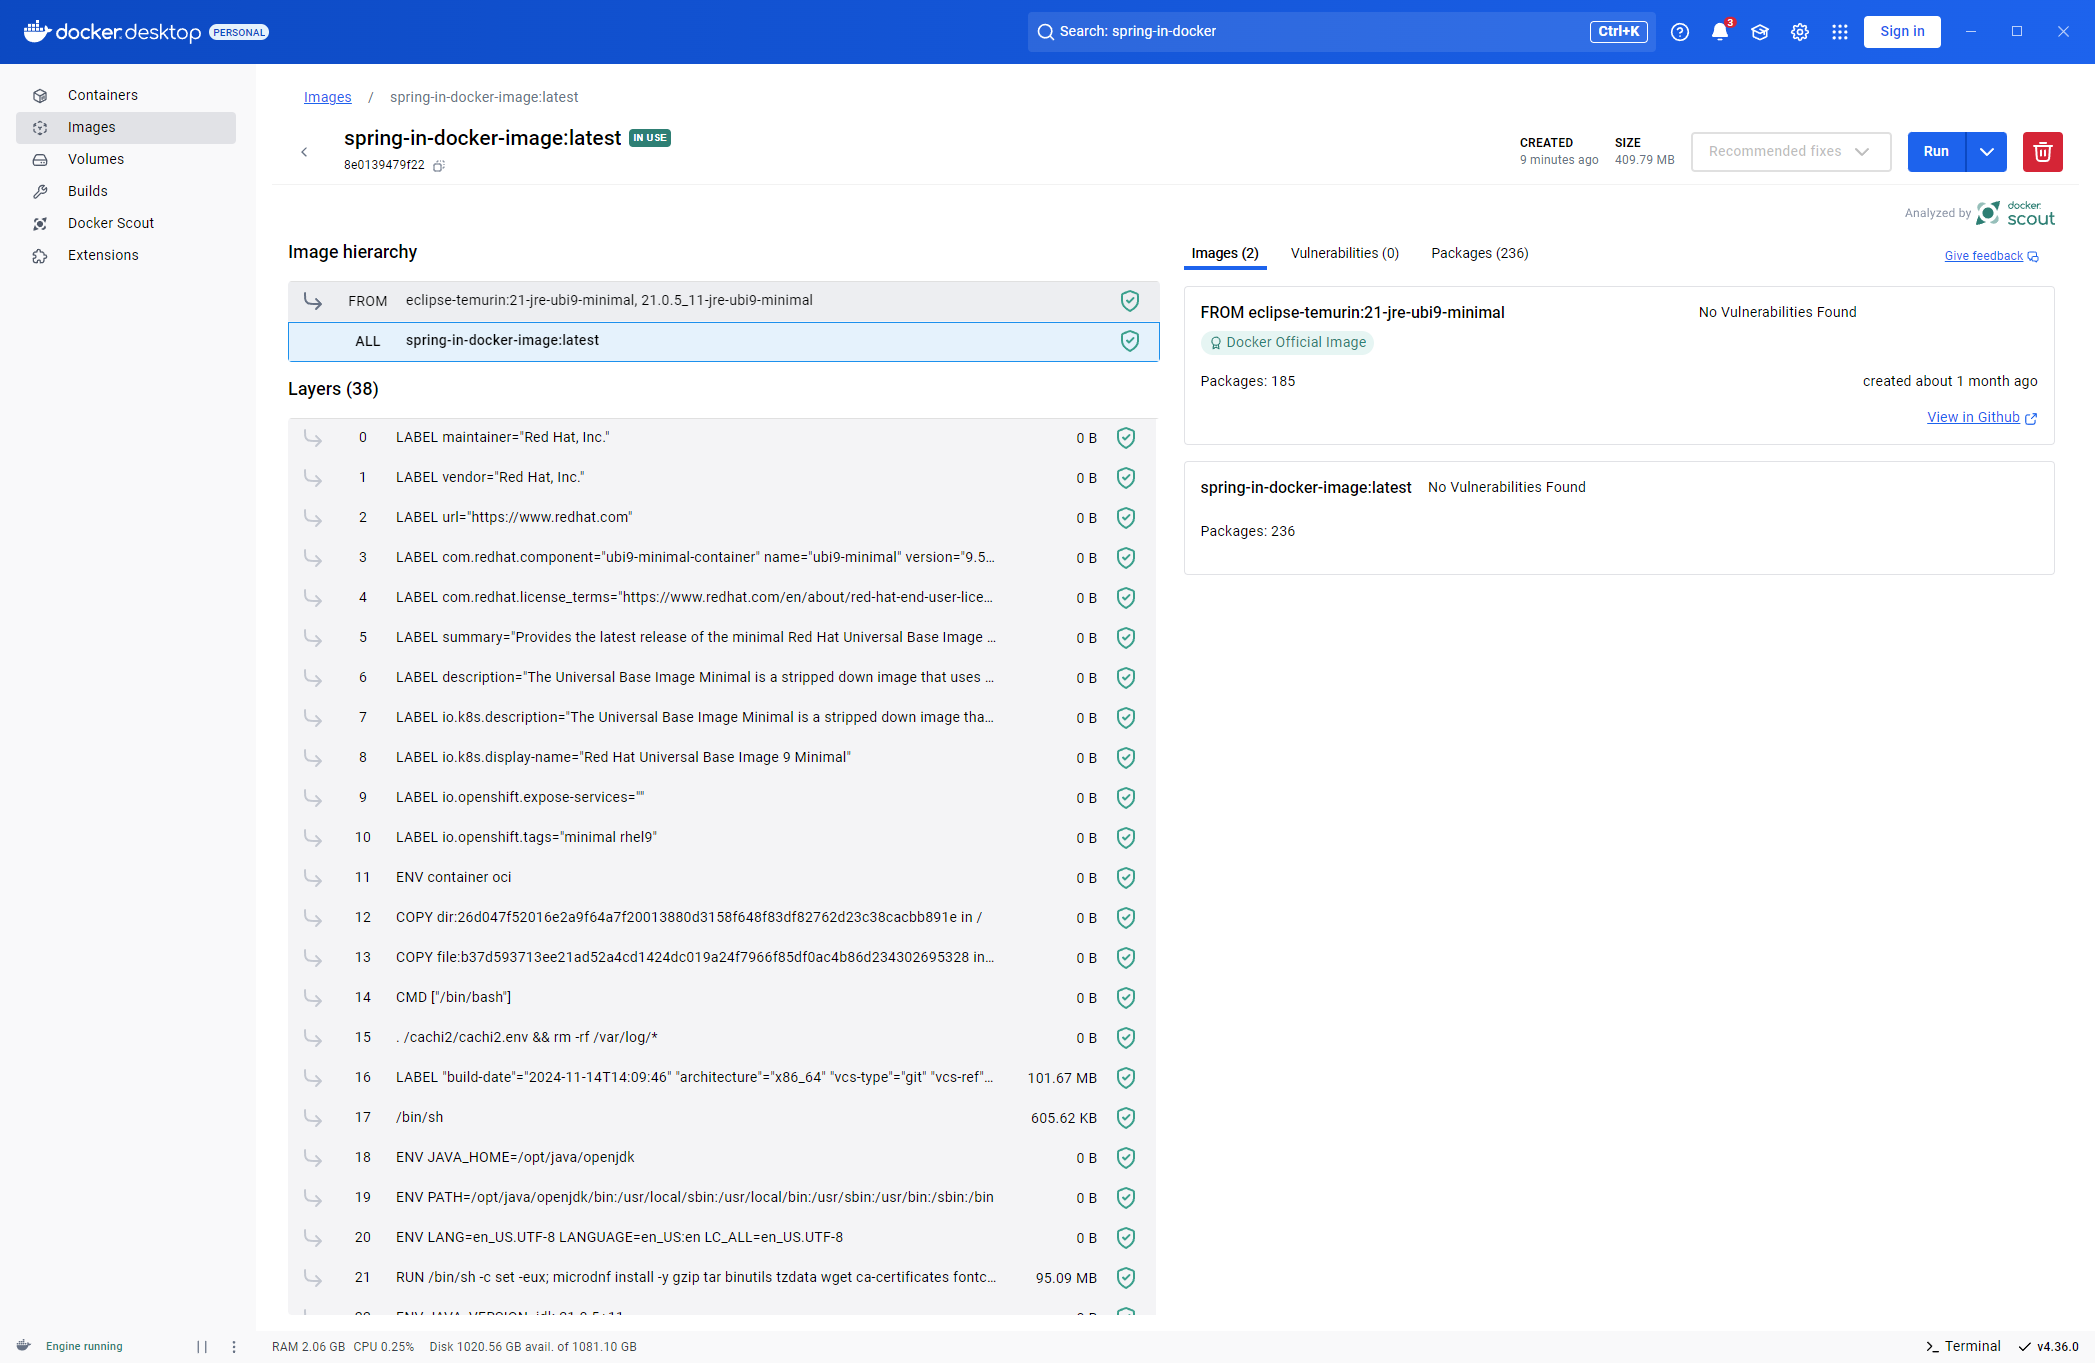 docker desktop PERSONAL
Search: spring-in-docker Ctrl+K
3
Sign in
Containers
Images
Volumes
Builds
Docker Scout
Extensions
Images / spring-in-docker-image:latest
spring-in-docker-image:latest IN USE
8e0139479f22
CREATED
9 minutes ago
SIZE
409.79 MB
Recommended fixes
Run
Analyzed by docker scout
Image hierarchy
FROM eclipse-temurin:21-jre-ubi9-minimal, 21.0.5_11-jre-ubi9-minimal
ALL spring-in-docker-image:latest
Layers (38)
0 LABEL maintainer="Red Hat, Inc." 0 B
1 LABEL vendor="Red Hat, Inc." 0 B
2 LABEL url="https://www.redhat.com" 0 B
3 LABEL com.redhat.component="ubi9-minimal-container" name="ubi9-minimal" version="9.5... 0 B
4 LABEL com.redhat.license_terms="https://www.redhat.com/en/about/red-hat-end-user-lice... 0 B
5 LABEL summary="Provides the latest release of the minimal Red Hat Universal Base Image ... 0 B
6 LABEL description="The Universal Base Image Minimal is a stripped down image that uses ... 0 B
7 LABEL io.k8s.description="The Universal Base Image Minimal is a stripped down image tha... 0 B
8 LABEL io.k8s.display-name="Red Hat Universal Base Image 9 Minimal" 0 B
9 LABEL io.openshift.expose-services="" 0 B
10 LABEL io.openshift.tags="minimal rhel9" 0 B
11 ENV container oci 0 B
12 COPY dir:26d047f52016e2a9f64a7f20013880d3158f648f83df82762d23c38cacbb891e in / 0 B
13 COPY file:b37d593713ee21ad52a4cd1424dc019a24f7966f85df0ac4b86d234302695328 in... 0 B
14 CMD ["/bin/bash"] 0 B
15 . /cachi2/cachi2.env && rm -rf /var/log/* 0 B
16 LABEL "build-date"="2024-11-14T14:09:46" "architecture"="x86_64" "vcs-type"="git" "vcs-ref"... 101.67 MB
17 /bin/sh 605.62 KB
18 ENV JAVA_HOME=/opt/java/openjdk 0 B
19 ENV PATH=/opt/java/openjdk/bin:/usr/local/sbin:/usr/local/bin:/usr/sbin:/usr/bin:/sbin:/bin 0 B
20 ENV LANG=en_US.UTF-8 LANGUAGE=en_US:en LC_ALL=en_US.UTF-8 0 B
21 RUN /bin/sh -c set -eux; microdnf install -y gzip tar binutils tzdata wget ca-certificates fontc... 95.09 MB
Images (2) Vulnerabilities (0) Packages (236)
Give feedback
FROM eclipse-temurin:21-jre-ubi9-minimal No Vulnerabilities Found
Docker Official Image
Packages: 185 created about 1 month ago
View in Github
spring-in-docker-image:latest No Vulnerabilities Found
Packages: 236
Engine running
RAM 2.06 GB CPU 0.25% Disk 1020.56 GB avail. of 1081.10 GB
Terminal v4.36.0